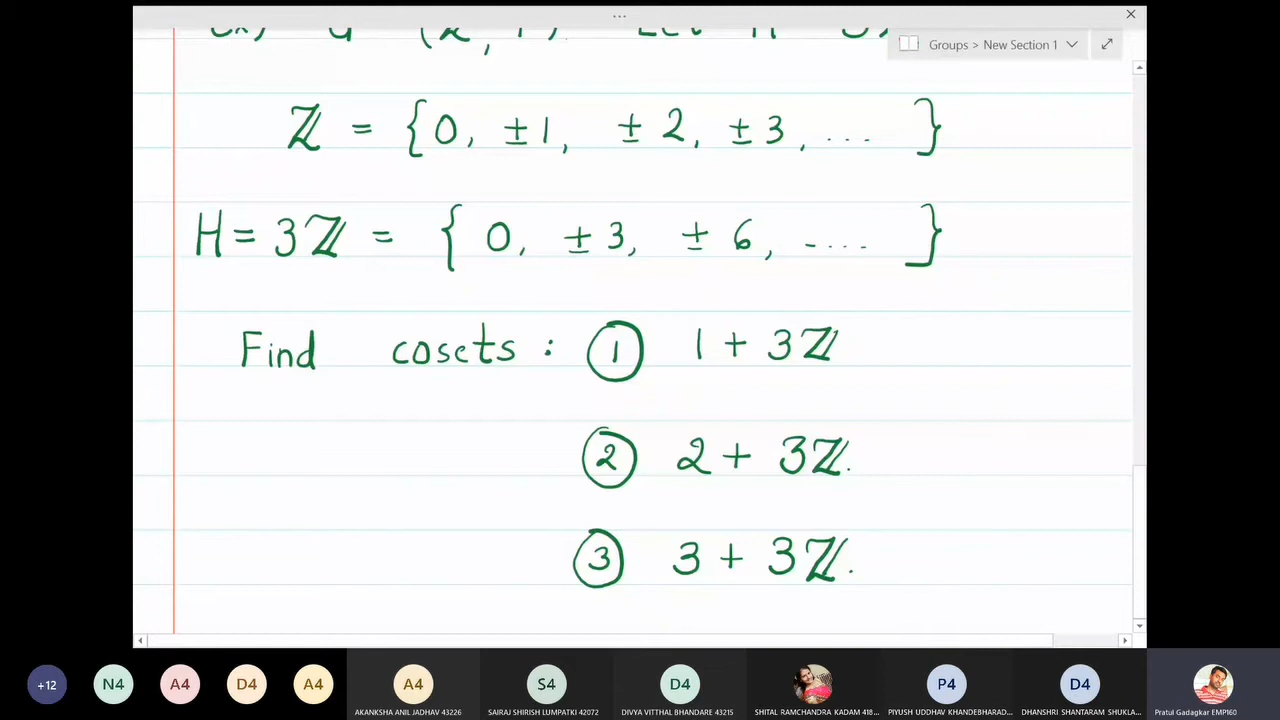 Groups > New Section 1
ℤ = {0, ±1, ±2, ±3, .... }
H = 3ℤ = { 0, ±3, ±6, ..... }
Find cosets : ① 1 + 3ℤ
② 2 + 3ℤ.
③ 3 + 3ℤ.
+12 N4 A4 D4 A4 A4 S4 D4 P4 D4
AKANKSHA ANIL JADHAV 43226 SAIRAJ SHIRISH LUMPATKI 42072 DIVYA VITTHAL BHANDARE 43215 SHITAL RAMCHANDRA KADAM 418... PIYUSH UDDHAV KHANDEBHARAD... DHANSHRI SHANTARAM SHUKLA... Pratul Gadagkar EMP160